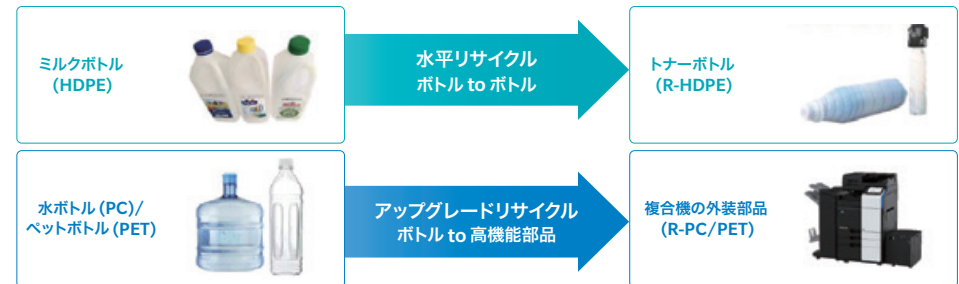 ミルクボトル
(HDPE)
水平リサイクル
ボトル to ボトル
トナーボトル
(R-HDPE)
水ボトル (PC)/
ペットボトル (PET)
アップグレードリサイクル
ボトル to 高機能部品
複合機の外装部品
(R-PC/PET)